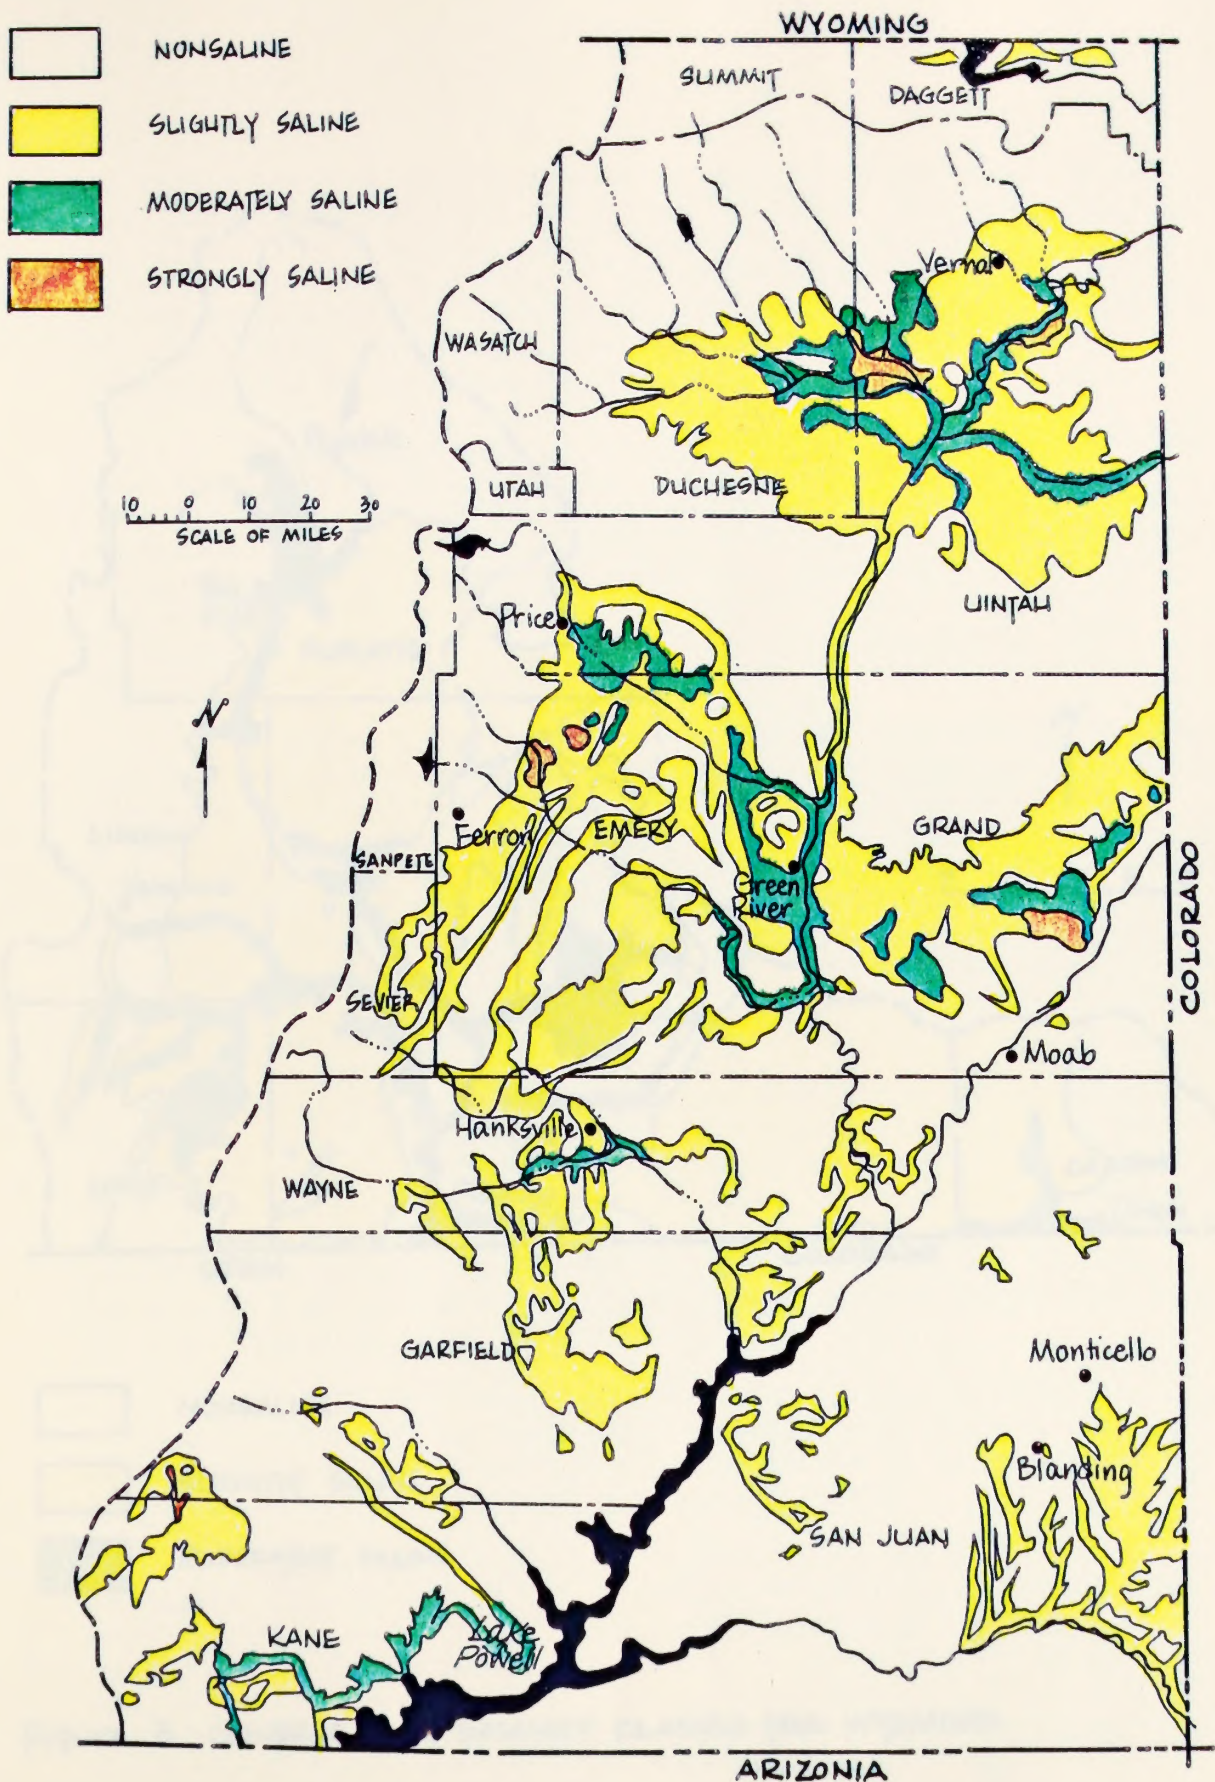 WYOMING
NONSALINE
SLIGHTLY SALINE
MODERATELY SALINE
STRONGLY SALINE
SUMMIT
DAGGETT
Vernal
WASATCH
UTAH
DUCHESNE
10 0 10 20 30
SCALE OF MILES
UINTAH
Price
N
Ferron
EMERY
GRAND
SANPETE
Green
River
COLORADO
SEVIER
Moab
Hanksville
WAYNE
GARFIELD
Monticello
Blanding
SAN JUAN
KANE
Lake
Powell
ARIZONIA